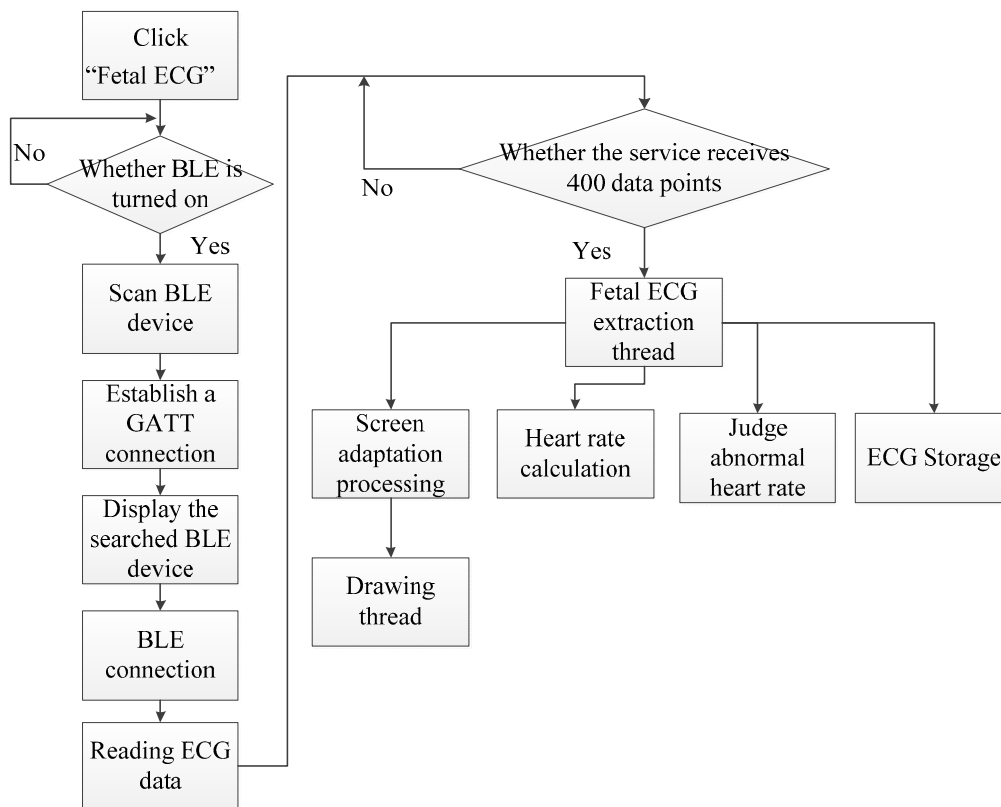 Click
“Fetal ECG”
No
Whether BLE is
turned on
Yes
Scan BLE
device
Establish a
GATT
connection
Display the
searched BLE
device
BLE
connection
Reading ECG
data
Whether the service receives
400 data points
No
Yes
Fetal ECG
extraction
thread
Screen
adaptation
processing
Heart rate
calculation
Judge
abnormal
heart rate
ECG Storage
Drawing
thread